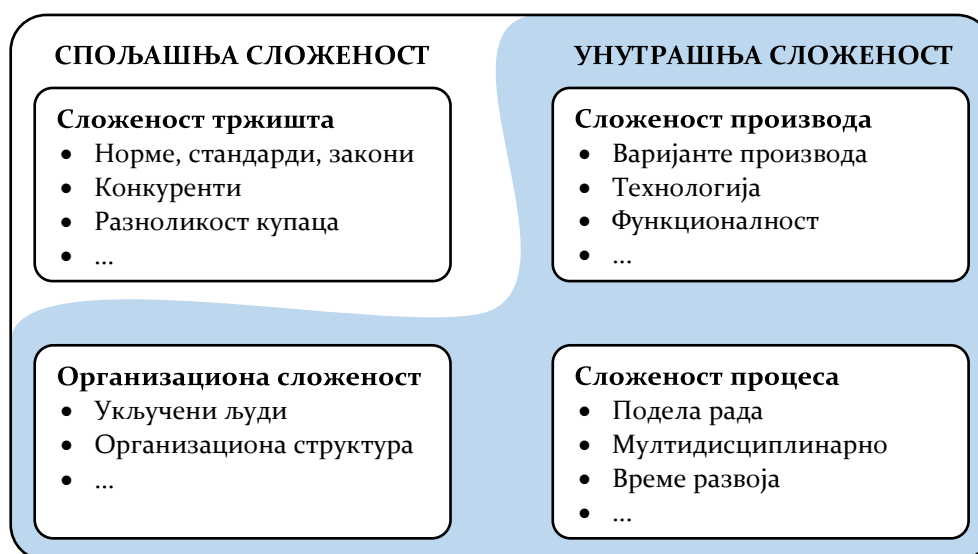 СПОЉАШЊА СЛОЖЕНОСТ
Сложеност тржишта
• Норме, стандарди, закони
• Конкуренти
• Разноликост купаца
• ...
УНУТРАШЊА СЛОЖЕНОСТ
Сложеност производа
• Варијанте производа
• Технологија
• Функционалност
• ...
Организациона сложеност
• Укључени људи
• Организациона структура
• ...
Сложеност процеса
• Подела рада
• Мултидисциплинарно
• Време развоја
• ...